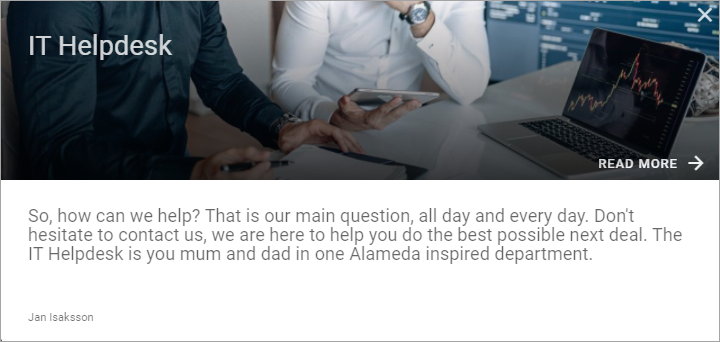 IT Helpdesk
READ MORE
So, how can we help? That is our main question, all day and every day. Don't
hesitate to contact us, we are here to help you do the best possible next deal. The
IT Helpdesk is you mum and dad in one Alameda inspired department.
Jan Isaksson